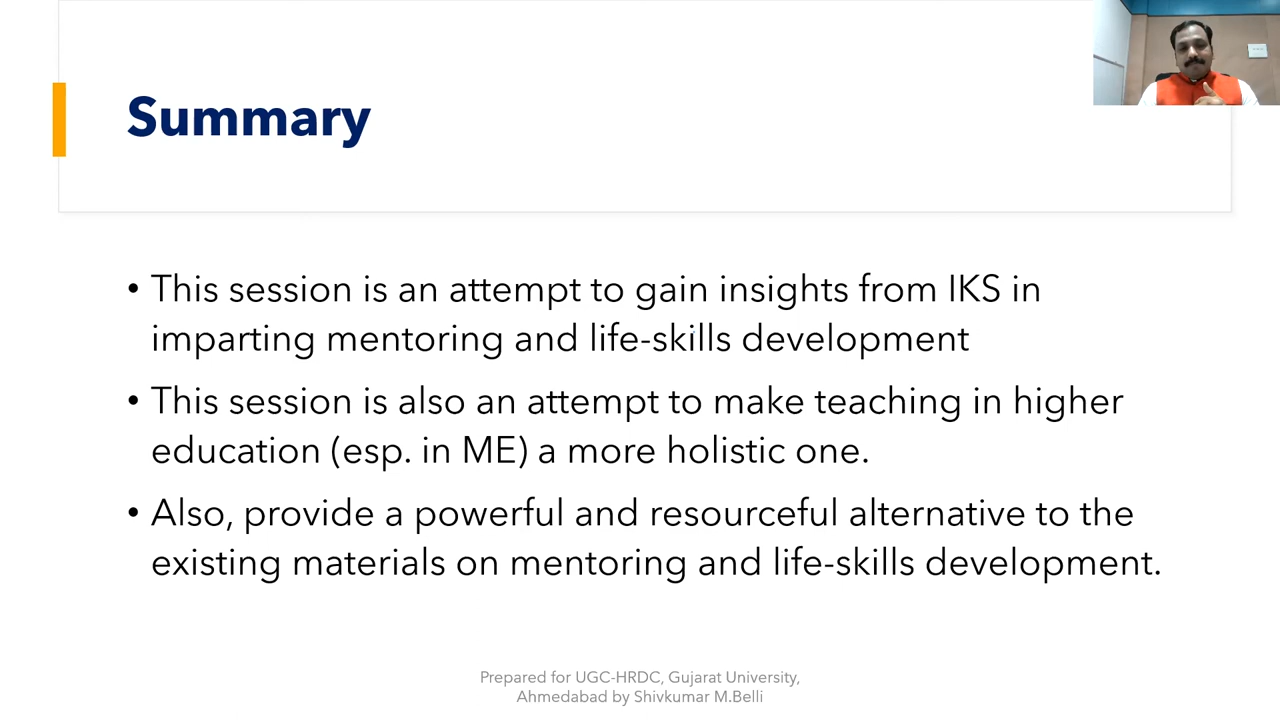 Summary
• This session is an attempt to gain insights from IKS in
imparting mentoring and life-skills development
• This session is also an attempt to make teaching in higher
education (esp. in ME) a more holistic one.
• Also, provide a powerful and resourceful alternative to the
existing materials on mentoring and life-skills development.
Prepared for UGC-HRDC, Gujarat University,
Ahmedabad by Shivkumar M.Belli